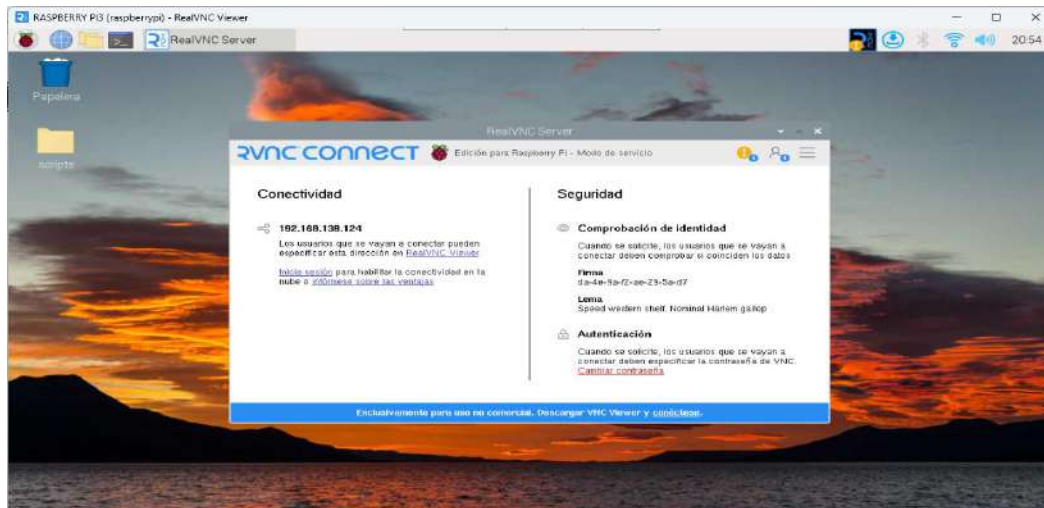 RASPBERRY PI3 (raspberrypi) - RealVNC Viewer
RealVNC Server
20:54
Papelera
scripts
RealVNC Server
RVNC CONNECT
Edición para Raspberry Pi - Modo de servicio
Conectividad
192.168.138.124
Los usuarios que se vayan a conectar pueden
especificar esta dirección en RealVNC Viewer
Inicie sesión para habilitar la conectividad en la
nube o infórmese sobre las ventajas
Seguridad
Comprobación de identidad
Cuando se solicite, los usuarios que se vayan a
conectar deben comprobar si coinciden los datos
Firma
da-4e-9a-f2-ae-29-5a-d7
Lema
Speed western shelf. Nominal Harlem gallop
Autenticación
Cuando se solicite, los usuarios que se vayan a
conectar deben especificar la contraseña de VNC.
Cambiar contraseña
Exclusivamente para uso no comercial. Descargar VNC Viewer y conéctese.